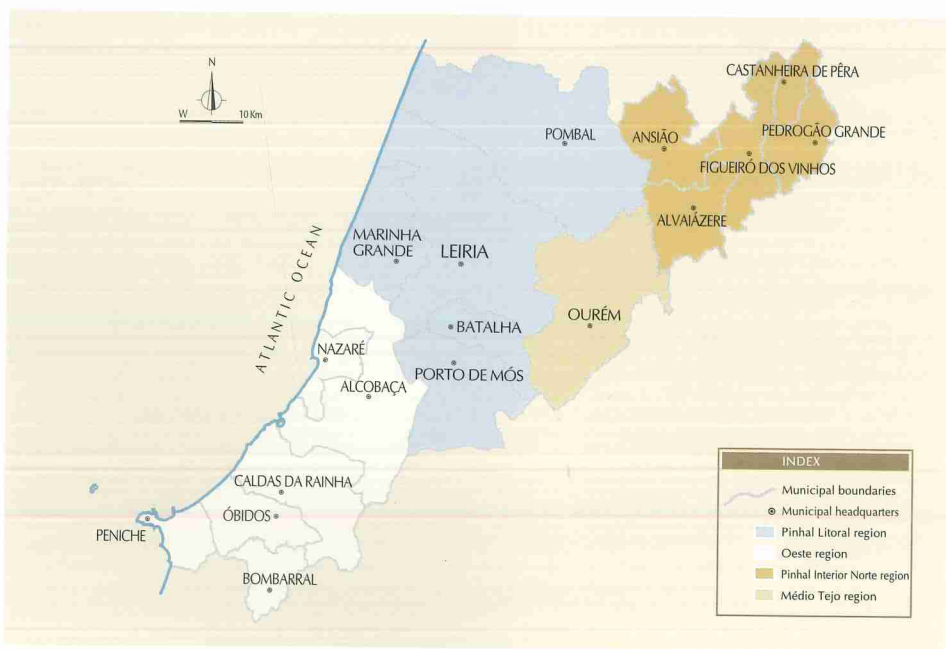 N
W
10 Km
CASTANHEIRA DE PÊRA
POMBAL
ANSIÃO
PEDROGÃO GRANDE
FIGUEIRÓ DOS VINHOS
ALVAIÁZERE
MARINHA
GRANDE
LEIRIA
ATLANTIC OCEAN
OURÉM
BATALHA
NAZARÉ
PORTO DE MÓS
ALCOBAÇA
CALDAS DA RAINHA
ÓBIDOS
PENICHE
BOMBARRAL
INDEX
Municipal boundaries
Municipal headquarters
Pinhal Litoral region
Oeste region
Pinhal Interior Norte region
Médio Tejo region